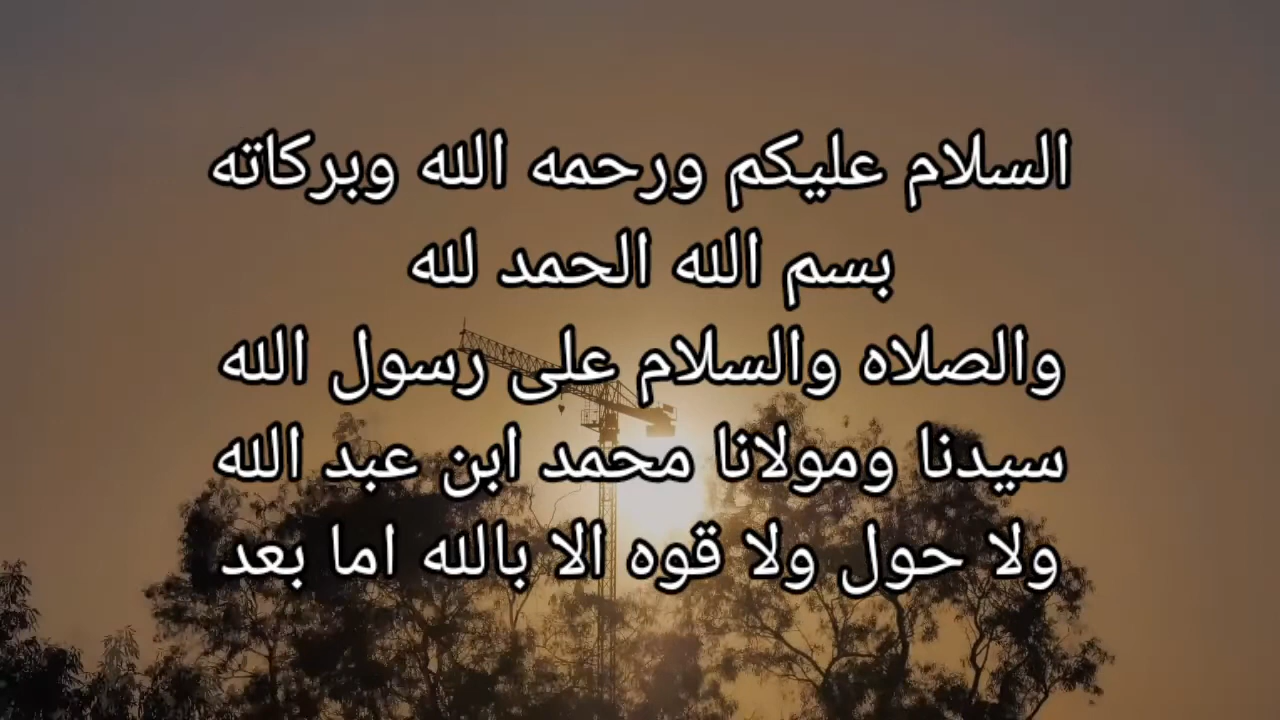 السلام عليكم ورحمه الله وبركاته
بسم الله الحمد لله
والصلاه والسلام على رسول الله
سيدنا ومولانا محمد ابن عبد الله
ولا حول ولا قوه الا بالله اما بعد